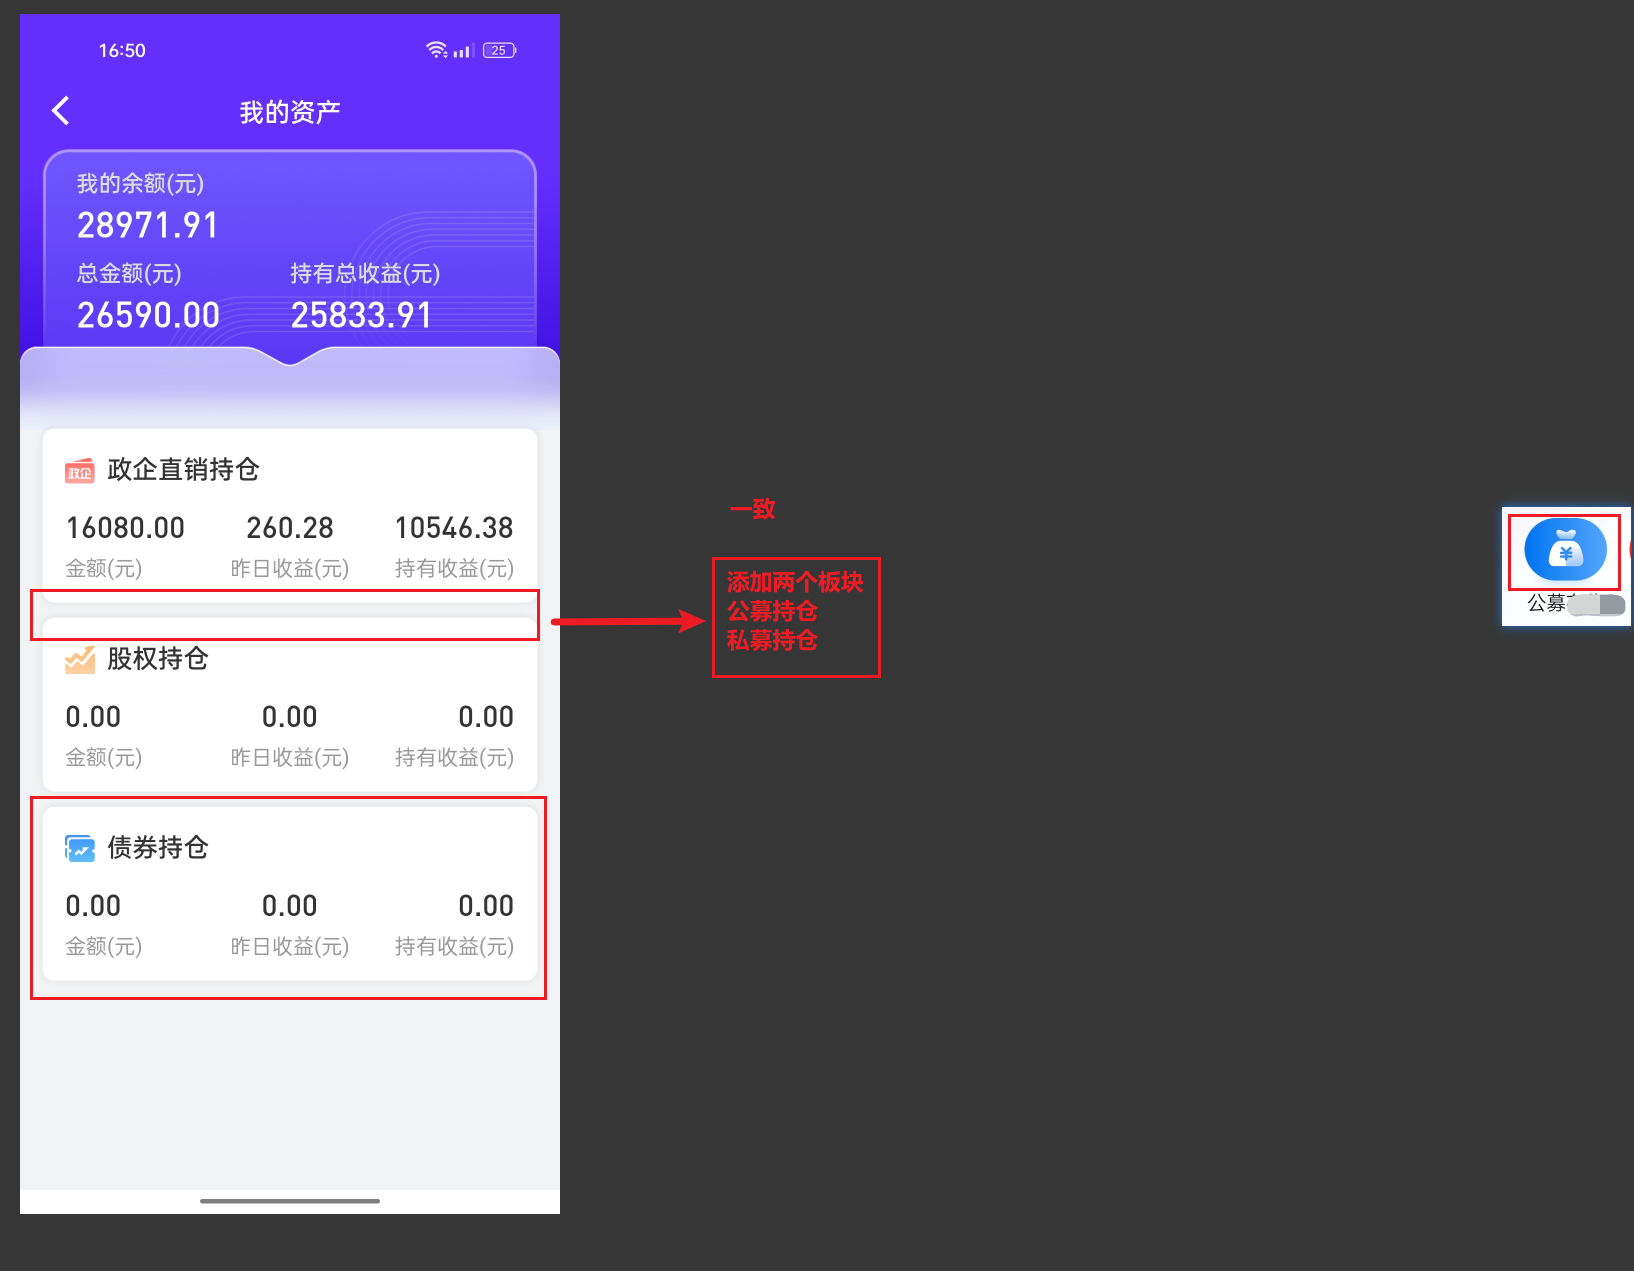 16:50
25
我的资产
我的余额(元)
28971.91
总金额(元) 持有总收益(元)
26590.00 25833.91
政企 政企直销持仓
16080.00 260.28 10546.38
金额(元) 昨日收益(元) 持有收益(元)
股权持仓
0.00 0.00 0.00
金额(元) 昨日收益(元) 持有收益(元)
债券持仓
0.00 0.00 0.00
金额(元) 昨日收益(元) 持有收益(元)
一致
添加两个板块
公募持仓
私募持仓
¥
公募